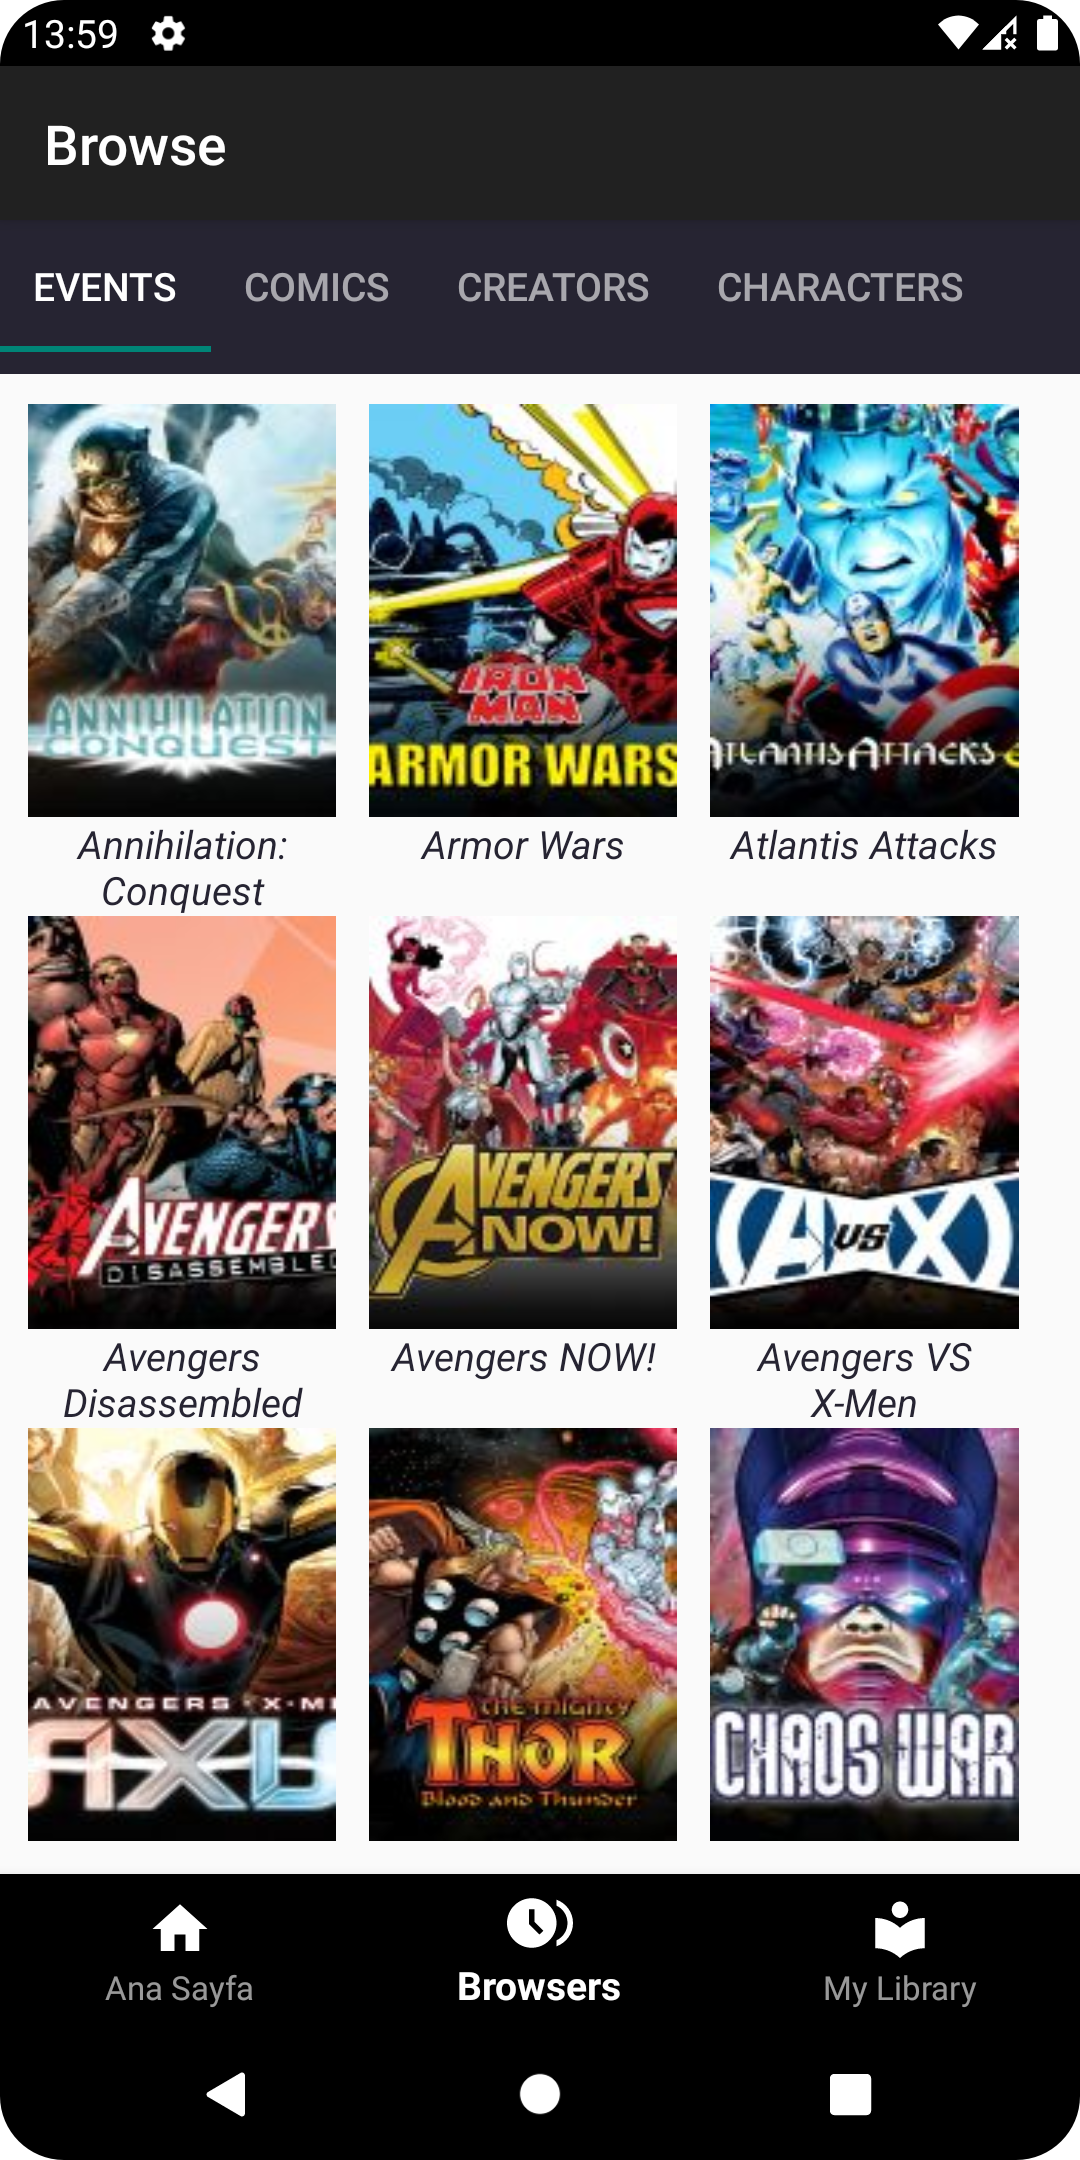 13:59
Browse
EVENTS COMICS CREATORS CHARACTERS
ANNIHILATION
CONQUEST
IRON
MAN
ARMOR WARS
ATLANTIS ATTACKS
Annihilation:
Conquest
Armor Wars
Atlantis Attacks
AVENGERS
DISASSEMBLED
AVENGERS
NOW!
A VS X
Avengers
Disassembled
Avengers NOW!
Avengers VS
X-Men
AVENGERS X-ME
AXIS
THE MIGHTY
THOR
Blood and Thunder
CHAOS WAR
Ana Sayfa
Browsers
My Library